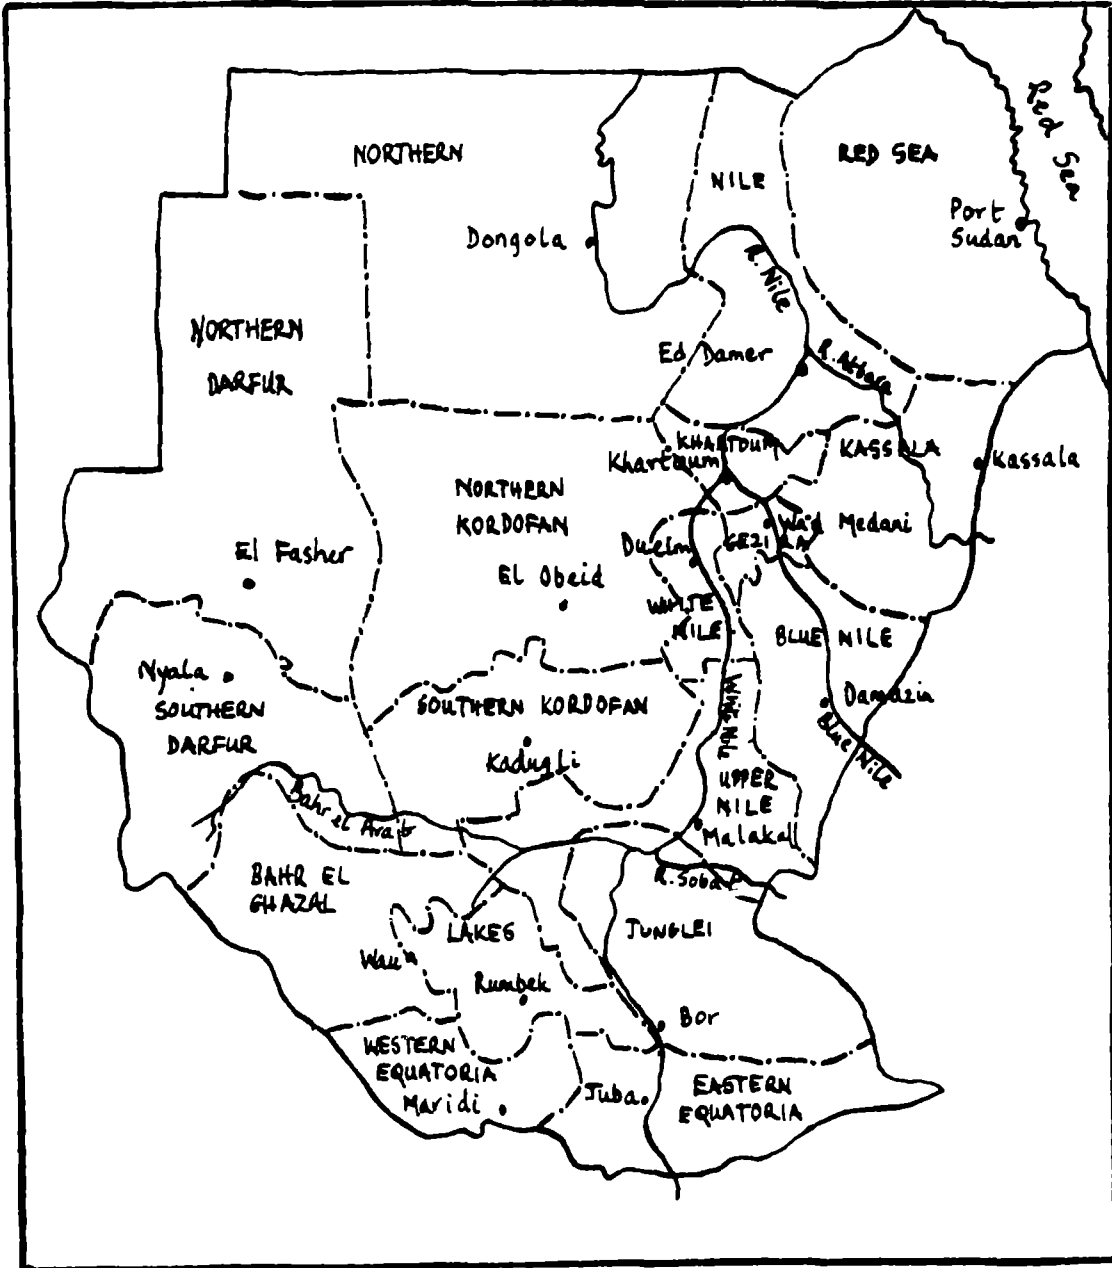 Red Sea
NORTHERN
RED SEA
NILE
Port
Sudan
Dongola
R. Nile
NORTHERN
DARFUR
Ed Damer
R. Atbara
KHARTOUM
KASSALA
Khartoum
Kassala
NORTHERN
KORDOFAN
Wad Medani
GEZIRA
Duelm
El Fasher
El Obeid
WHITE
NILE
BLUE NILE
Nyala
SOUTHERN
DARFUR
SOUTHERN KORDOFAN
White Nile
Damazin
Blue Nile
Kadugli
UPPER
NILE
Malakal
Bahr el Arab
R. Sobat
BAHR EL
GHAZAL
LAKES
JUNGLEI
Wau
Rumbek
Bor
WESTERN
EQUATORIA
Maridi
Juba
EASTERN
EQUATORIA